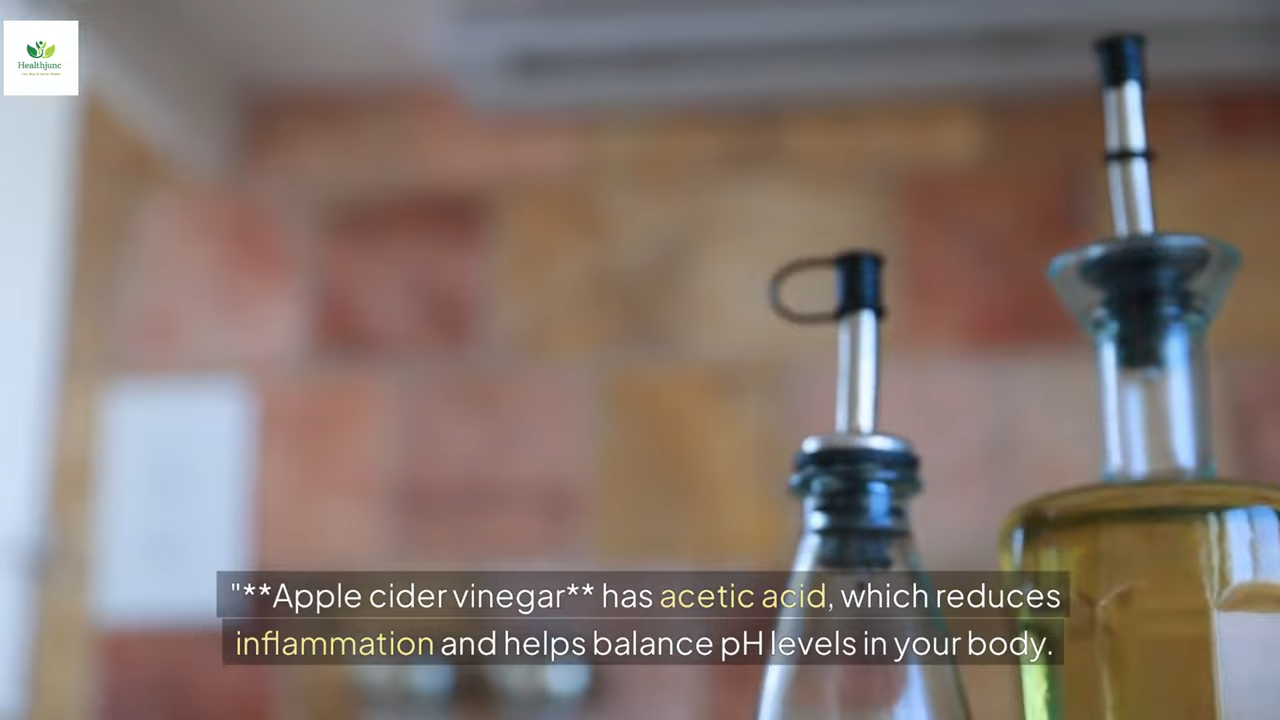 Healthjunc
"**Apple cider vinegar** has acetic acid, which reduces
inflammation and helps balance pH levels in your body.